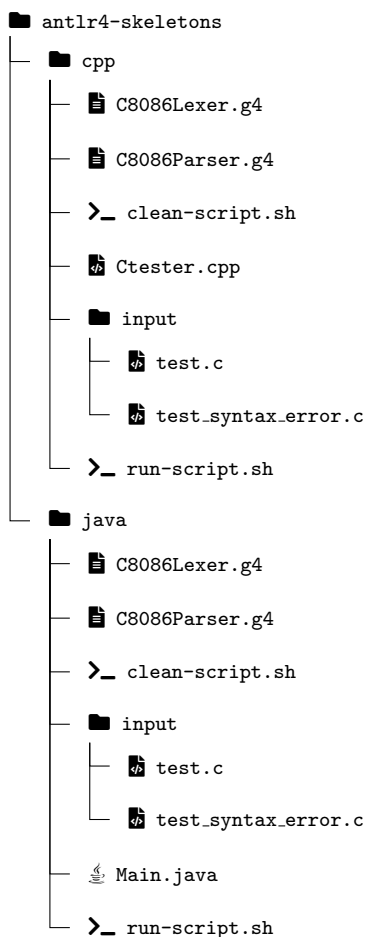 antlr4-skeletons
cpp
C8086Lexer.g4
C8086Parser.g4
clean-script.sh
Ctester.cpp
input
test.c
test_syntax_error.c
run-script.sh
java
C8086Lexer.g4
C8086Parser.g4
clean-script.sh
input
test.c
test_syntax_error.c
Main.java
run-script.sh